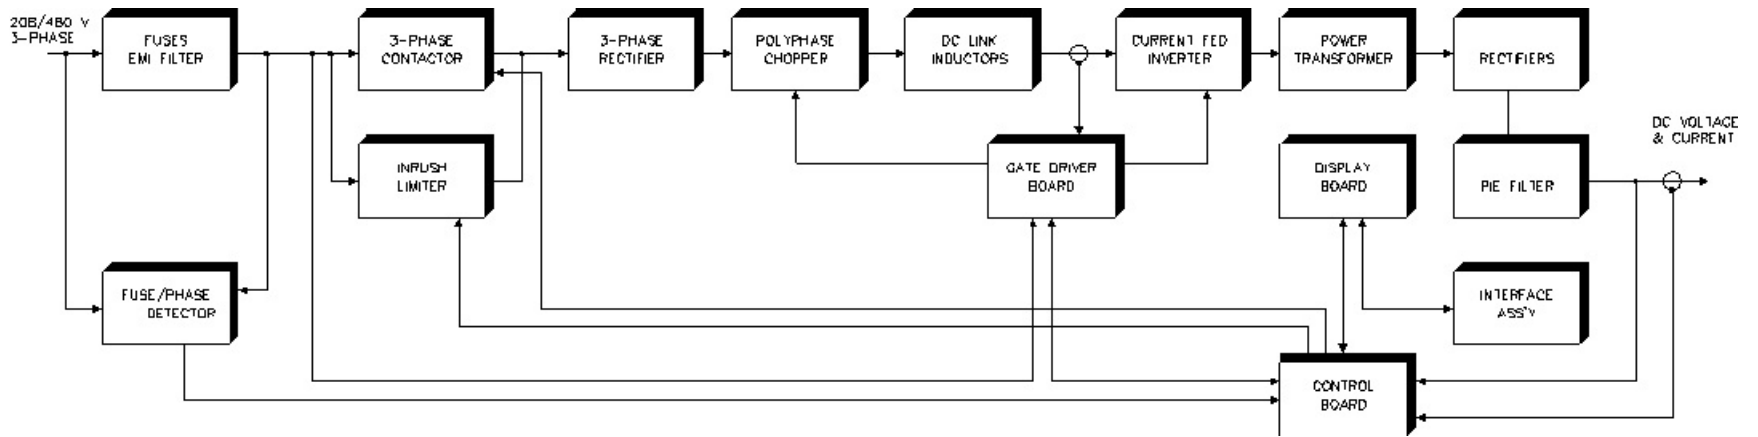 208/480 V
3-PHASE
FUSES
EMI FILTER
3-PHASE
CONTACTOR
3-PHASE
RECTIFIER
POLYPHASE
CHOPPER
DC LINK
INDUCTORS
CURRENT FED
INVERTER
POWER
TRANSFORMER
RECTIFIERS
DC VOLTAGE
& CURRENT
INRUSH
LIMITER
GATE DRIVER
BOARD
DISPLAY
BOARD
PIE FILTER
FUSE/PHASE
DETECTOR
INTERFACE
ASS'Y
CONTROL
BOARD